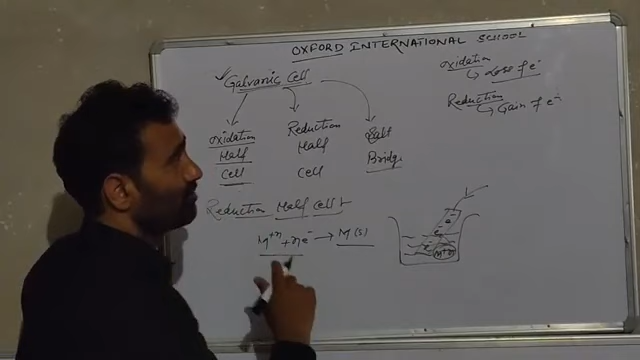 OXFORD INTERNATIONAL SCHOOL
Oxidation
↳ Loss of e⁻
Reduction
↳ Gain of e⁻
✓ Galvanic Cell
Oxidation Half Cell
Reduction Half Cell
Salt Bridge
Reduction Half Cell
M⁺ⁿ + ne⁻ → M(s)
M⁺ⁿ